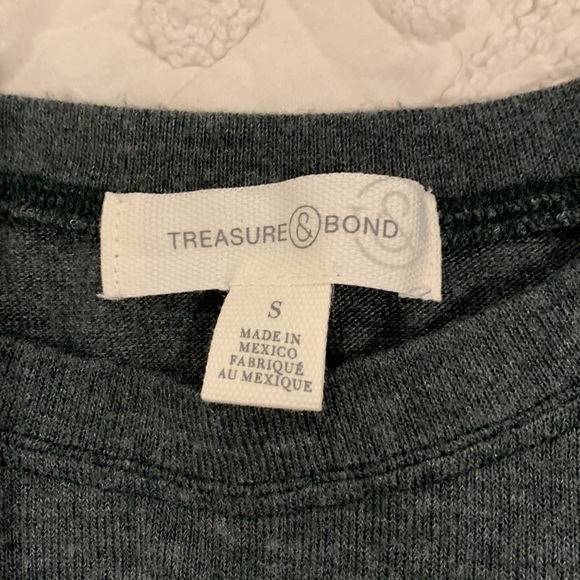 TREASURE & BOND
S
MADE IN
MEXICO
FABRIQUÉ
AU MEXIQUE